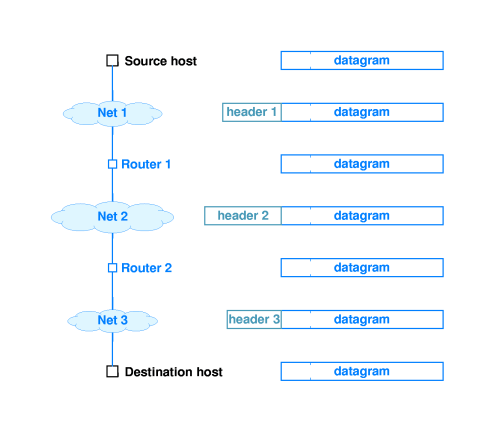 Source host datagram
Net 1 header 1 datagram
Router 1 datagram
Net 2 header 2 datagram
Router 2 datagram
Net 3 header 3 datagram
Destination host datagram